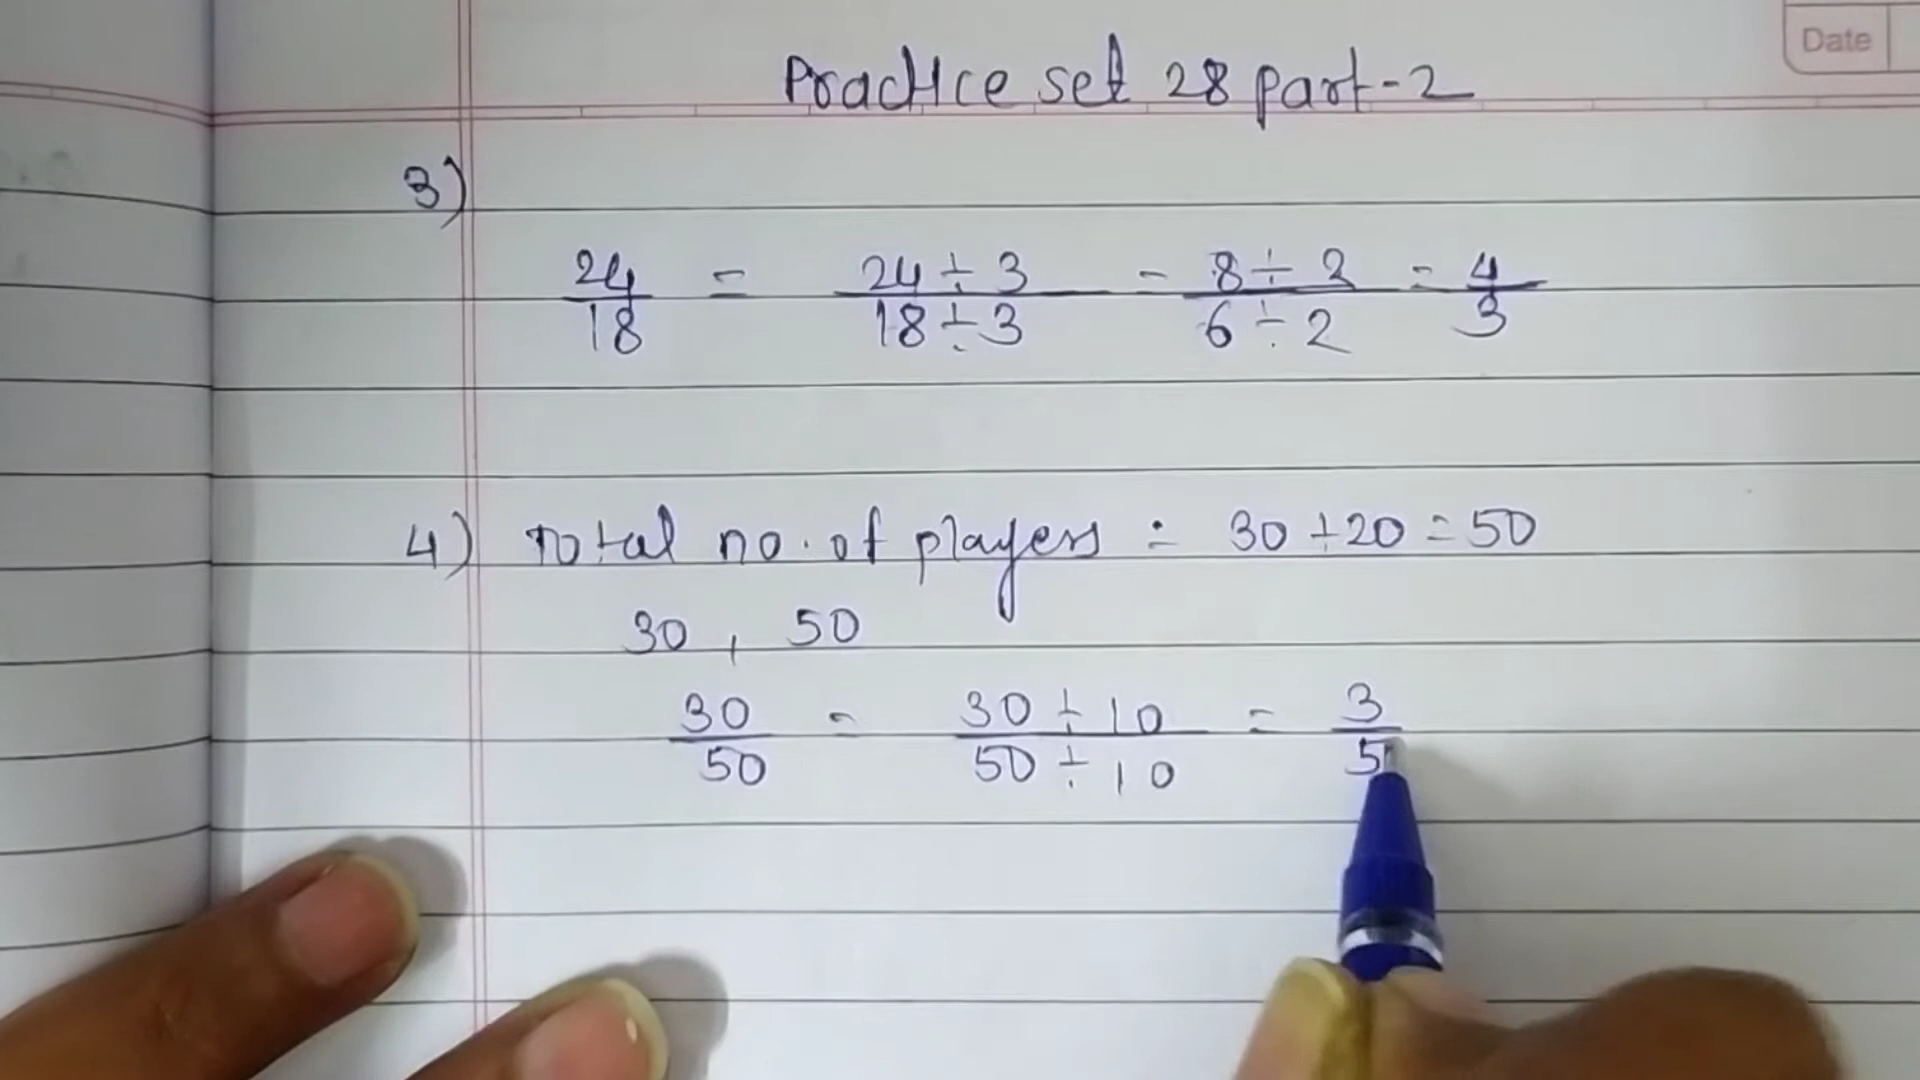 Date
Practice set 28 part-2
3)
24/18 = 24÷3/18÷3 = 8÷2/6÷2 = 4/3
4) Total no. of players = 30+20=50
30, 50
30/50 = 30÷10/50÷10 = 3/5